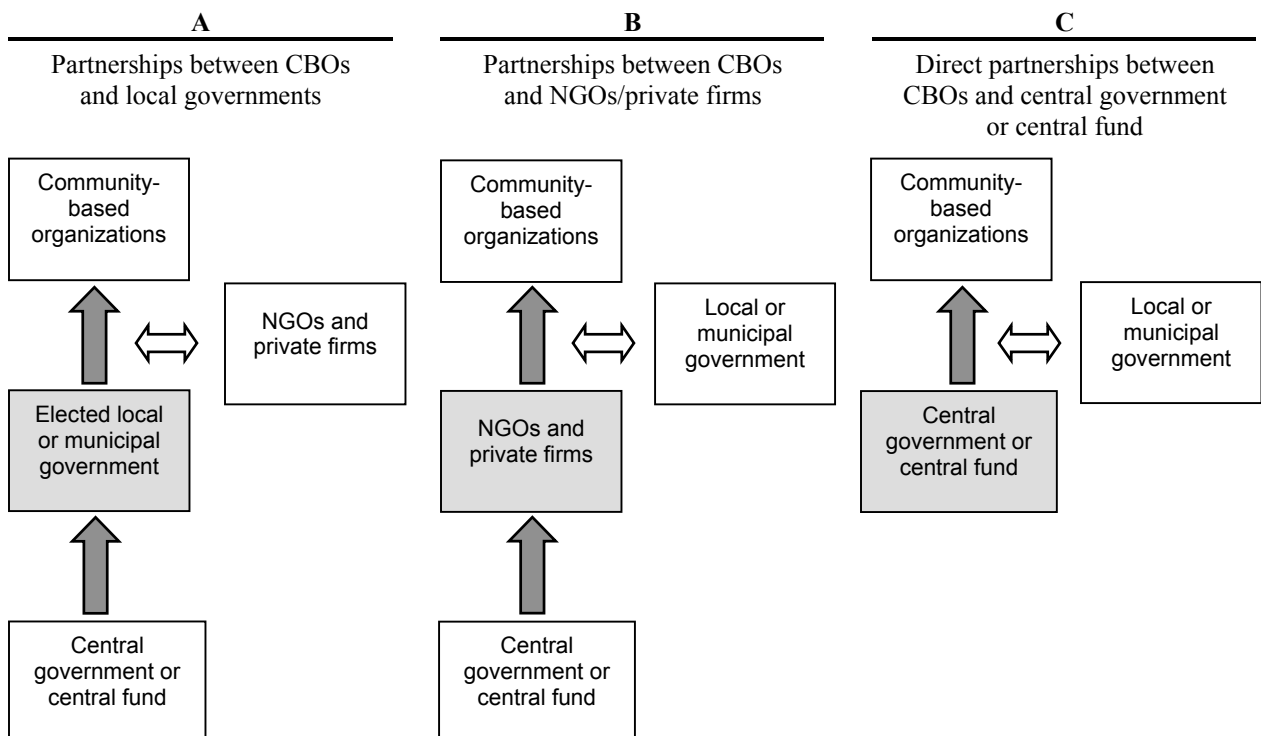 A
Partnerships between CBOs
and local governments
Community-
based
organizations
NGOs and
private firms
Elected local
or municipal
government
Central
government or
central fund
B
Partnerships between CBOs
and NGOs/private firms
Community-
based
organizations
Local or
municipal
government
NGOs and
private firms
Central
government or
central fund
C
Direct partnerships between
CBOs and central government
or central fund
Community-
based
organizations
Local or
municipal
government
Central
government or
central fund